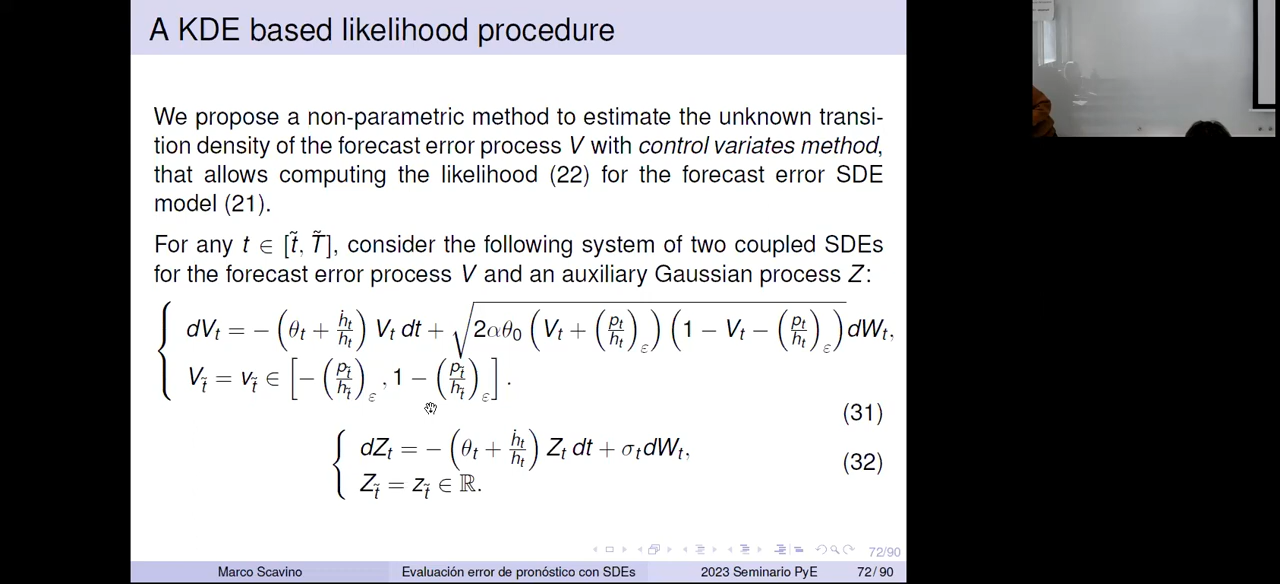 A KDE based likelihood procedure
We propose a non-parametric method to estimate the unknown transi-
tion density of the forecast error process V with control variates method,
that allows computing the likelihood (22) for the forecast error SDE
model (21).
For any t ∈ [t̃, T̃], consider the following system of two coupled SDEs
for the forecast error process V and an auxiliary Gaussian process Z:
{ dV_t = −(θ_t + ḣ_t/h_t) V_t dt + √(2αθ_0 (V_t + (p_t/h_t)_ε) (1 − V_t − (p_t/h_t)_ε)) dW_t,
V_t̃ = v_t̃ ∈ [−(p_t̃/h_t̃)_ε, 1 − (p_t̃/h_t̃)_ε].
(31)
{ dZ_t = −(θ_t + ḣ_t/h_t) Z_t dt + σ_t dW_t,
(32)
Z_t̃ = z_t̃ ∈ ℝ.
72/90
Marco Scavino Evaluación error de pronóstico con SDEs 2023 Seminario PyE 72 / 90